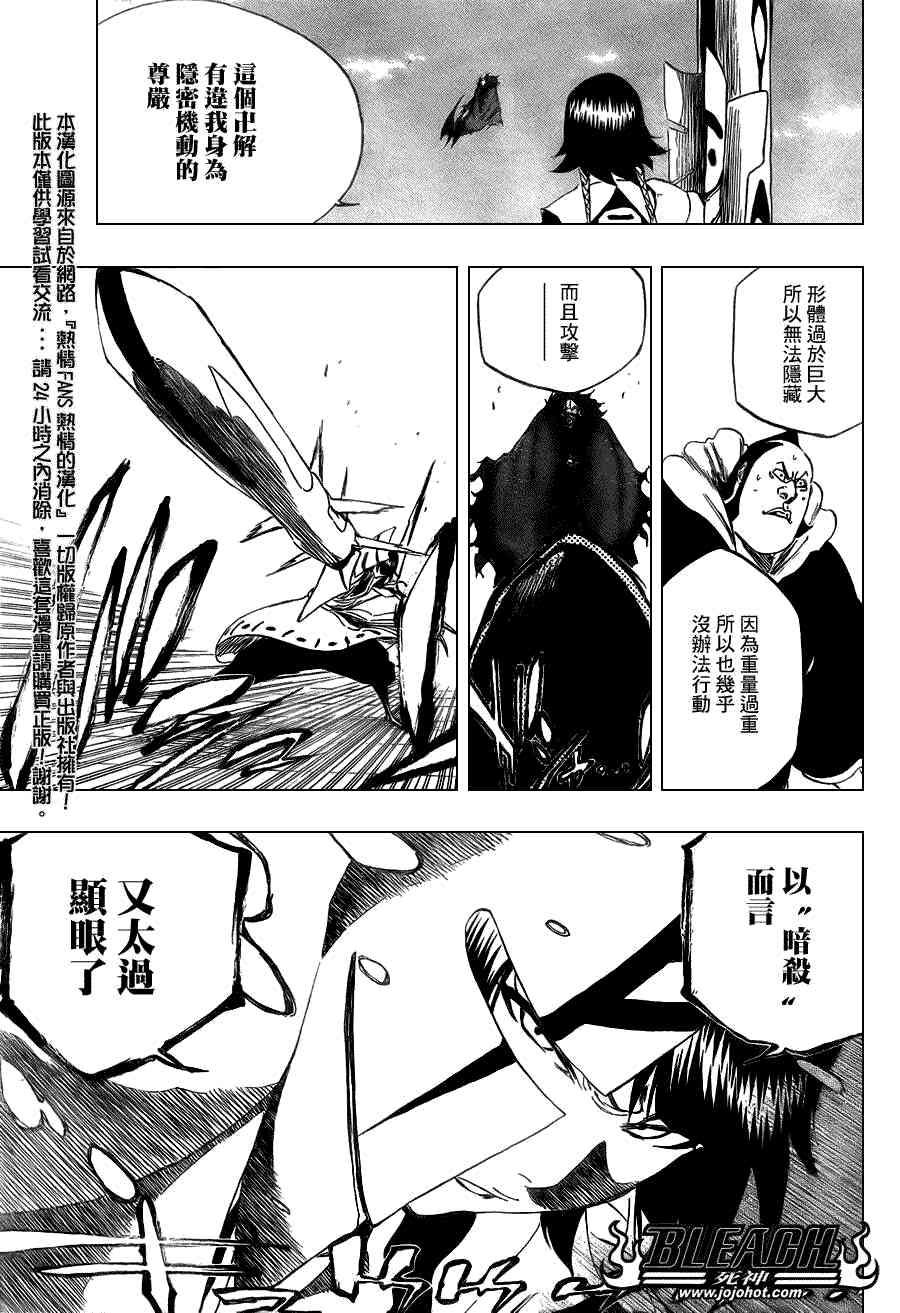 這個卍解
有違我身為
隱密機動的
尊嚴
形體過於巨大
所以無法隱藏
因為重量過重
所以也幾乎
沒辦法行動
而且攻擊
——
以〝暗殺〞
而言
又太過
顯眼了
本漢化圖源來自於網路，『熱情FANS 熱情的漢化』一切版權歸原作者與出版社擁有！
此版本僅供學習試看交流… 請 24 小時之內消除，喜歡這套漫畫請購買正版！謝謝。
BLEACH
死神
www.jojohot.com